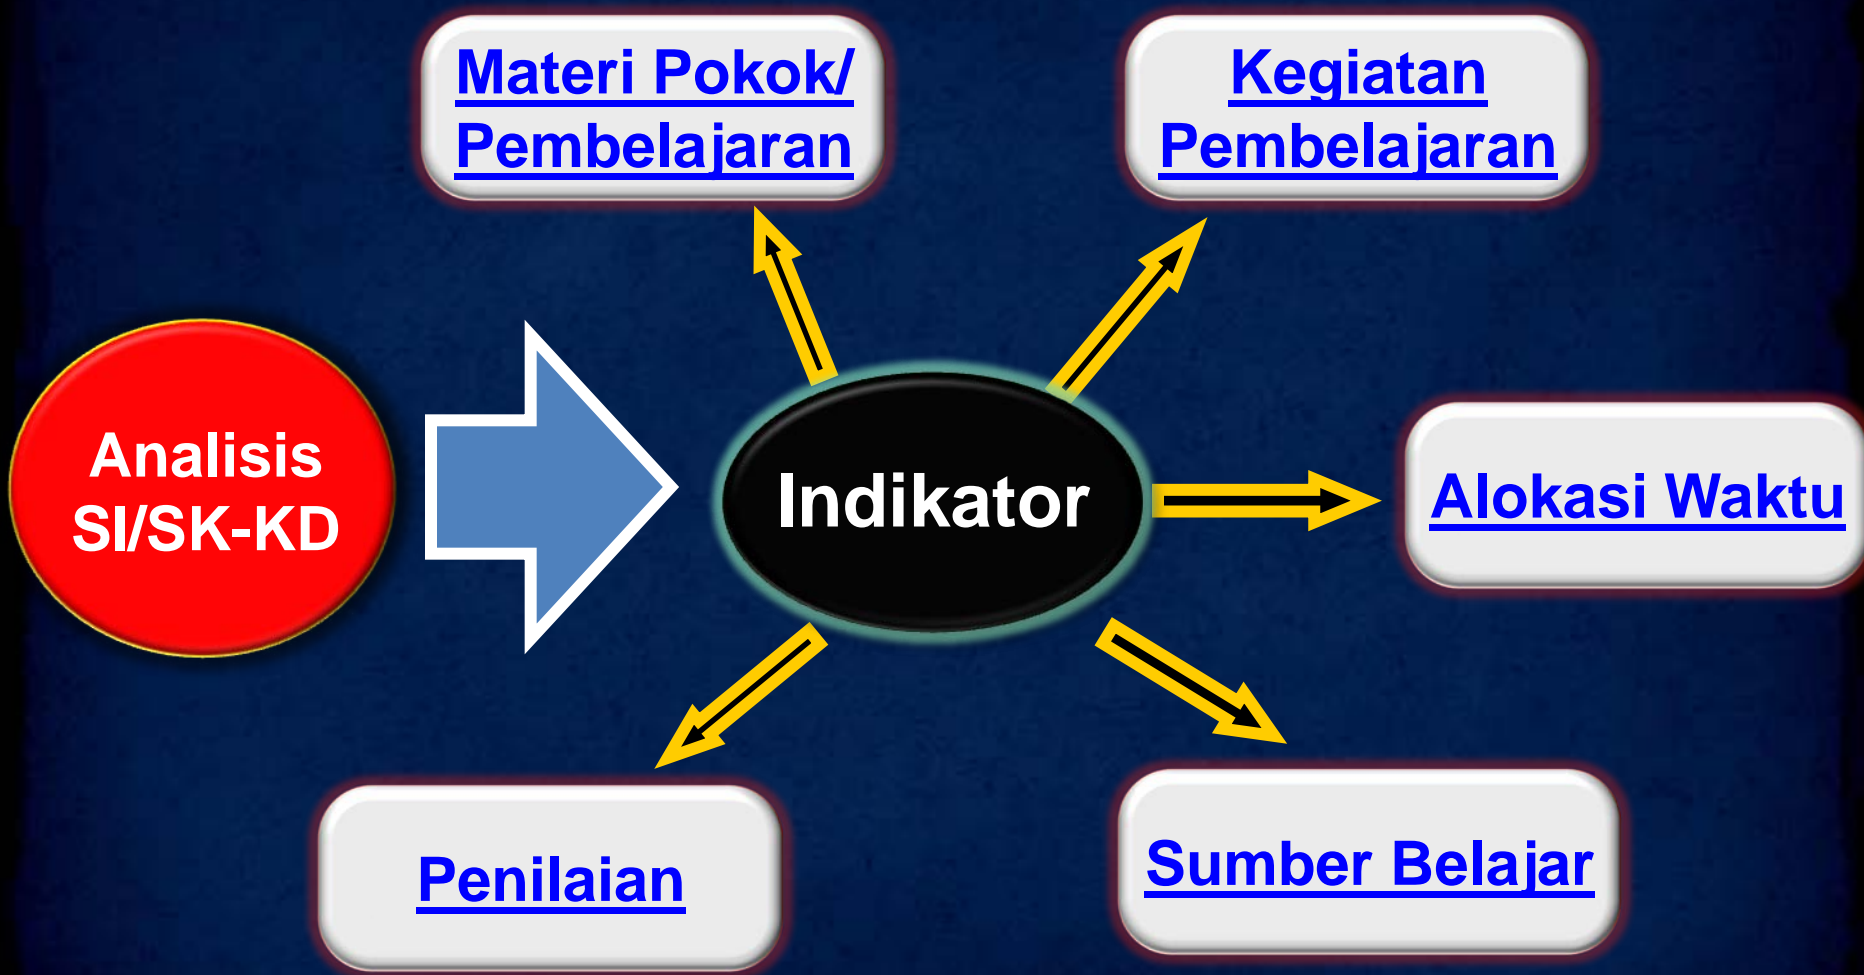 Materi Pokok/
Pembelajaran
Kegiatan
Pembelajaran
Analisis
SI/SK-KD
Indikator
Alokasi Waktu
Penilaian
Sumber Belajar